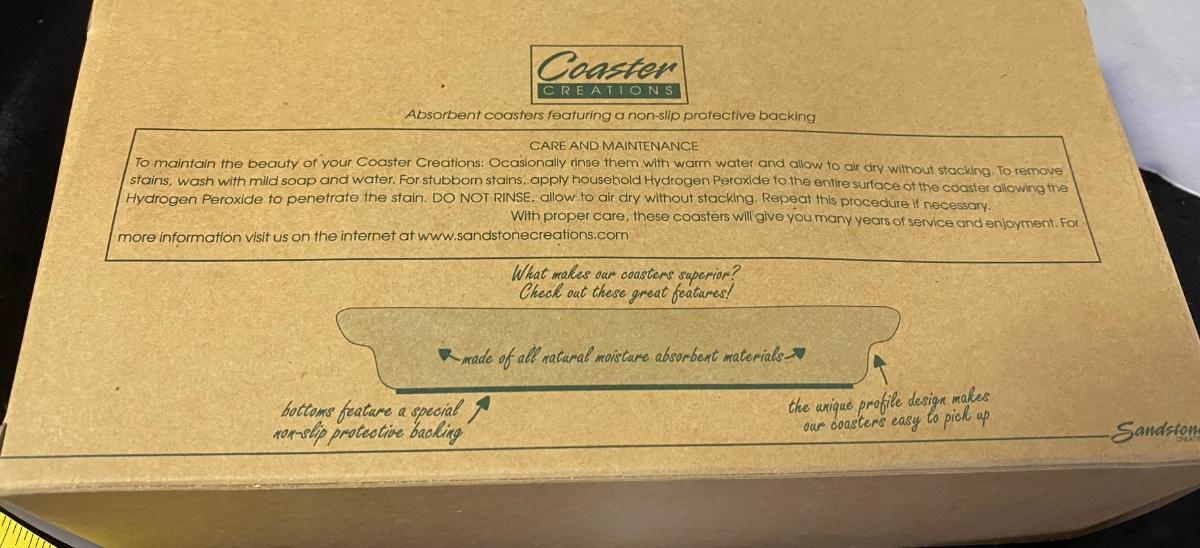 Coaster
CREATIONS
Absorbent coasters featuring a non-slip protective backing
CARE AND MAINTENANCE
To maintain the beauty of your Coaster Creations: Ocasionally rinse them with warm water and allow to air dry without stacking. To remove
stains, wash with mild soap and water. For stubborn stains, apply household Hydrogen Peroxide to the entire surface of the coaster allowing the
Hydrogen Peroxide to penetrate the stain. DO NOT RINSE, allow to air dry without stacking. Repeat this procedure if necessary.
With proper care, these coasters will give you many years of service and enjoyment. For
more information visit us on the internet at www.sandstonecreations.com
What makes our coasters superior?
Check out these great features!
made of all natural moisture absorbent materials
bottoms feature a special
non-slip protective backing
the unique profile design makes
our coasters easy to pick up
Sandston